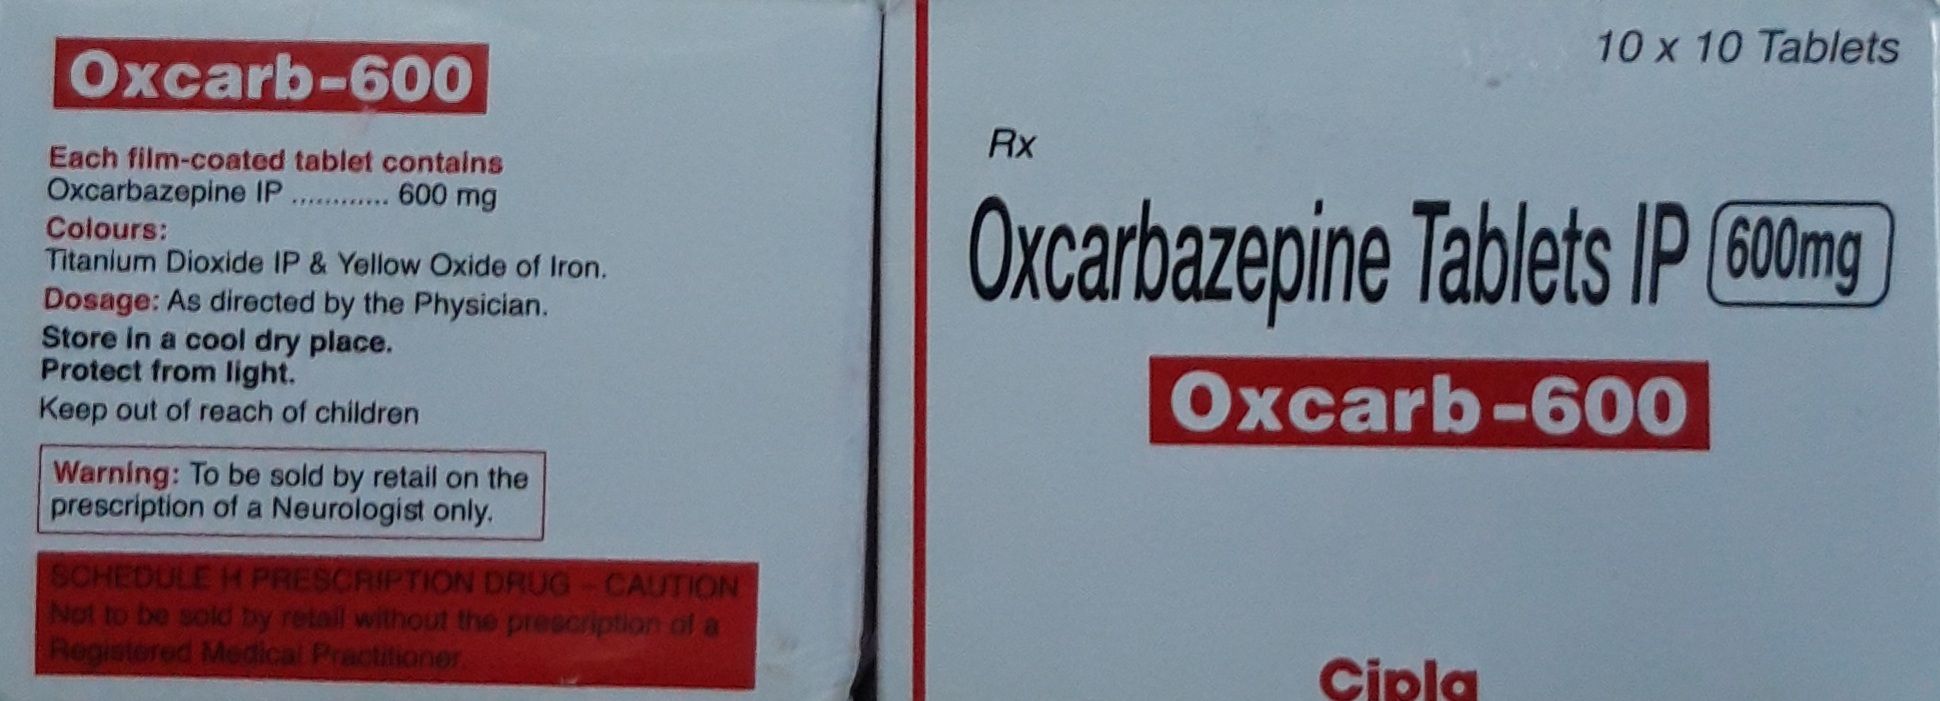 Oxcarb-600
Each film-coated tablet contains
Oxcarbazepine IP ............ 600 mg
Colours:
Titanium Dioxide IP & Yellow Oxide of Iron.
Dosage: As directed by the Physician.
Store in a cool dry place.
Protect from light.
Keep out of reach of children
Warning: To be sold by retail on the
prescription of a Neurologist only.
SCHEDULE H PRESCRIPTION DRUG – CAUTION
Not to be sold by retail without the prescription of a
Registered Medical Practitioner
10 x 10 Tablets
Rx
Oxcarbazepine Tablets IP 600mg
Oxcarb-600
Cipla